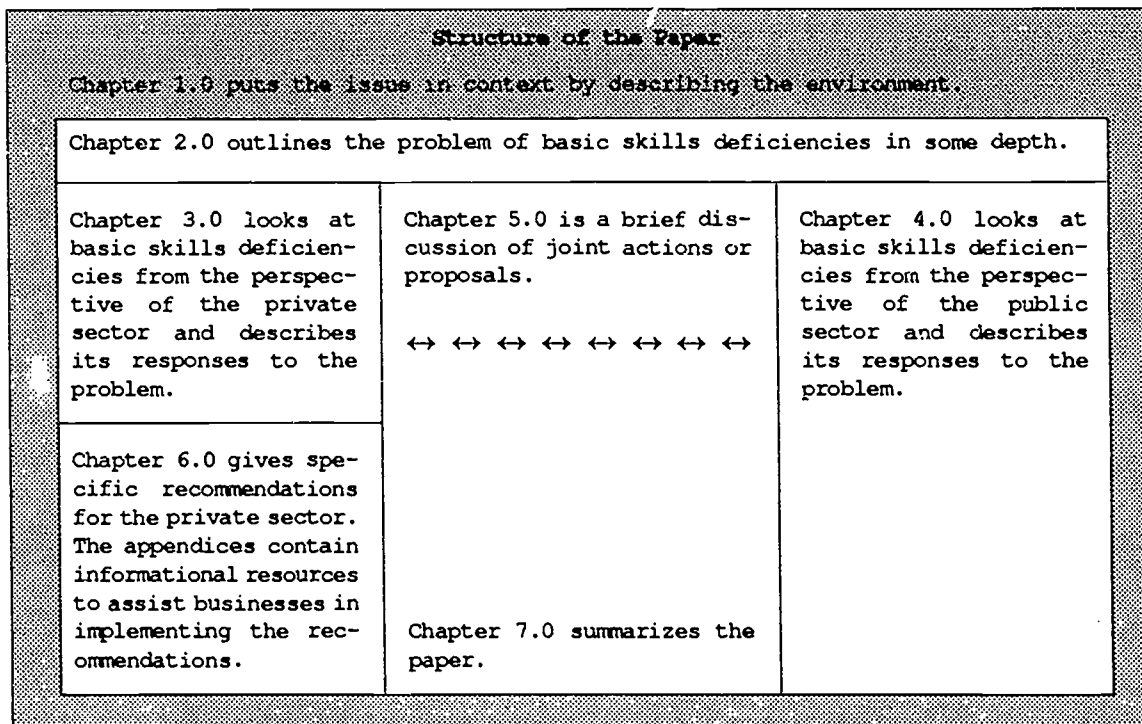 Structure of the Paper
Chapter 1.0 puts the issue in context by describing the environment.
Chapter 2.0 outlines the problem of basic skills deficiencies in some depth.
Chapter 3.0 looks at
basic skills deficien-
cies from the perspec-
tive of the private
sector and describes
its responses to the
problem.
Chapter 6.0 gives spe-
cific recommendations
for the private sector.
The appendices contain
informational resources
to assist businesses in
implementing the rec-
ommendations.
Chapter 5.0 is a brief dis-
cussion of joint actions or
proposals.
↔ ↔ ↔ ↔ ↔ ↔ ↔ ↔
Chapter 7.0 summarizes the
paper.
Chapter 4.0 looks at
basic skills deficien-
cies from the perspec-
tive of the public
sector and describes
its responses to the
problem.